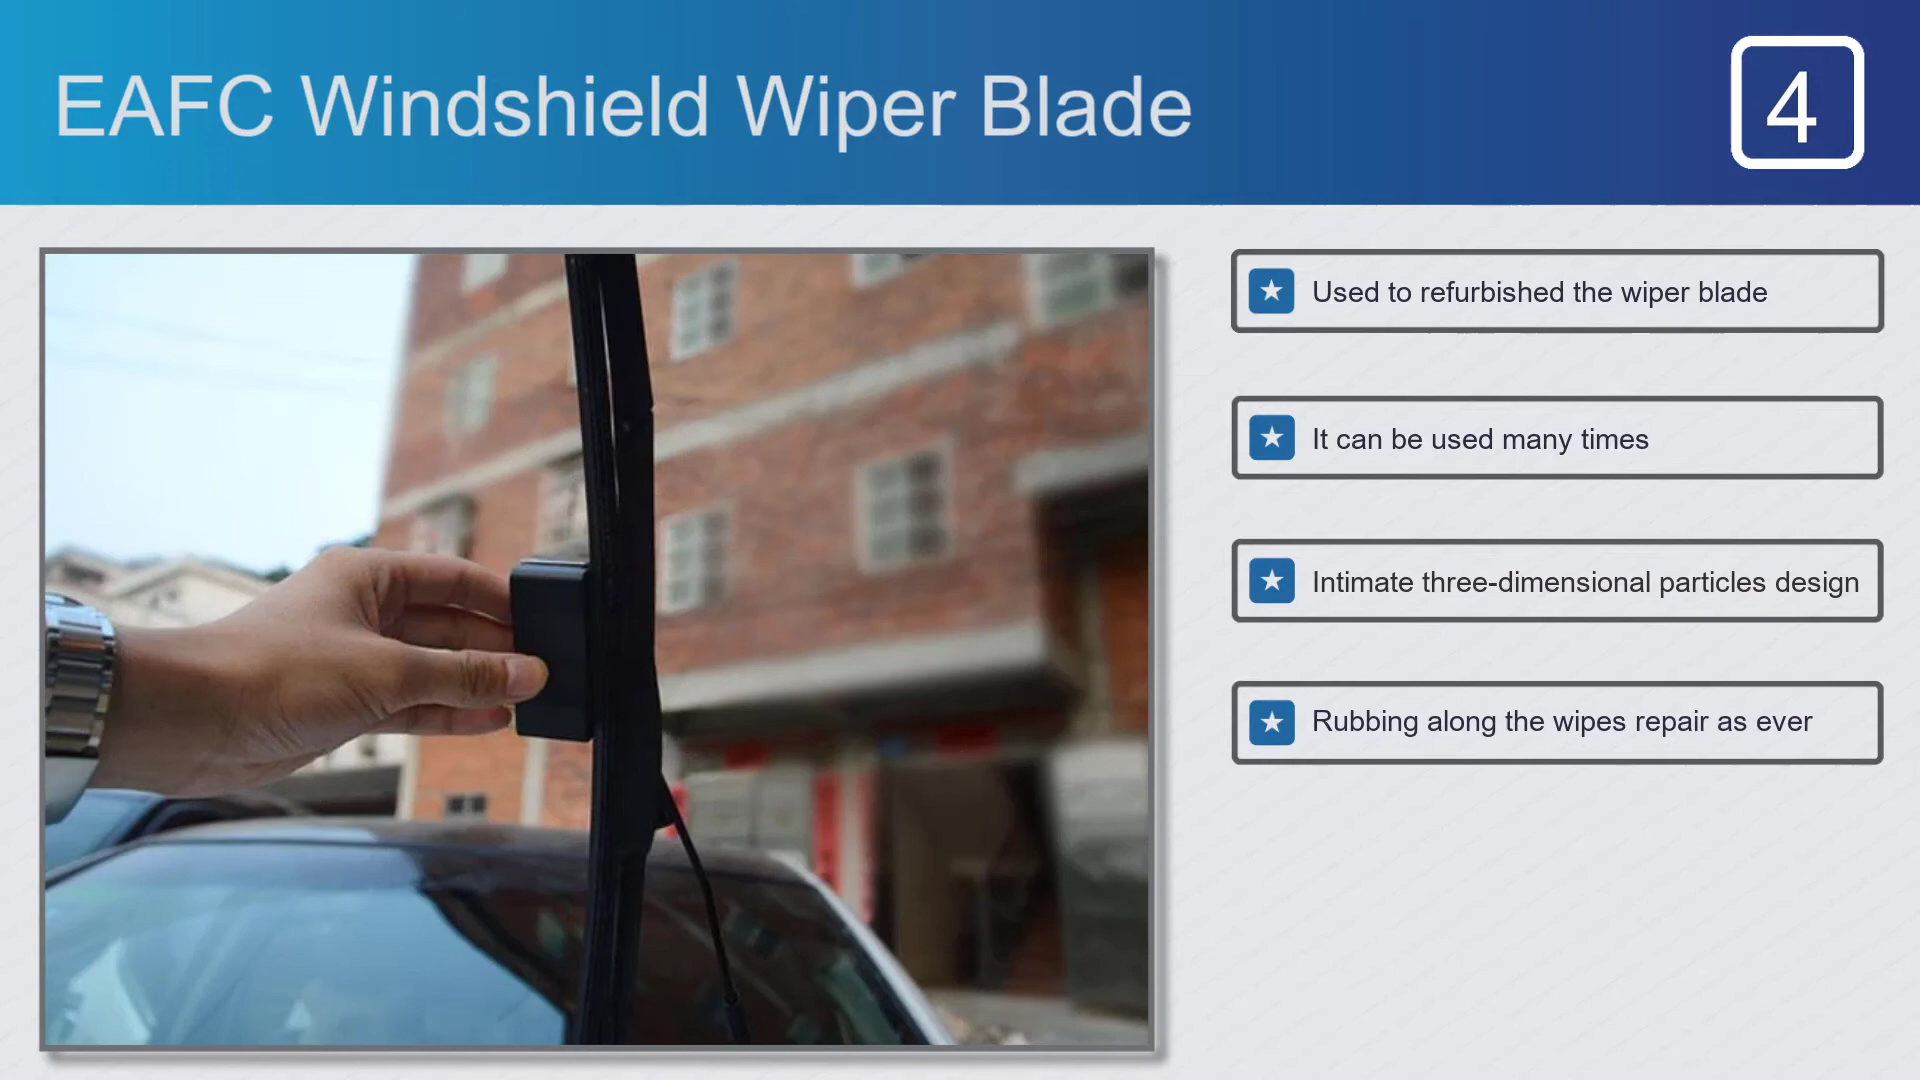 EAFC Windshield Wiper Blade
4
Used to refurbished the wiper blade
It can be used many times
Intimate three-dimensional particles design
Rubbing along the wipes repair as ever